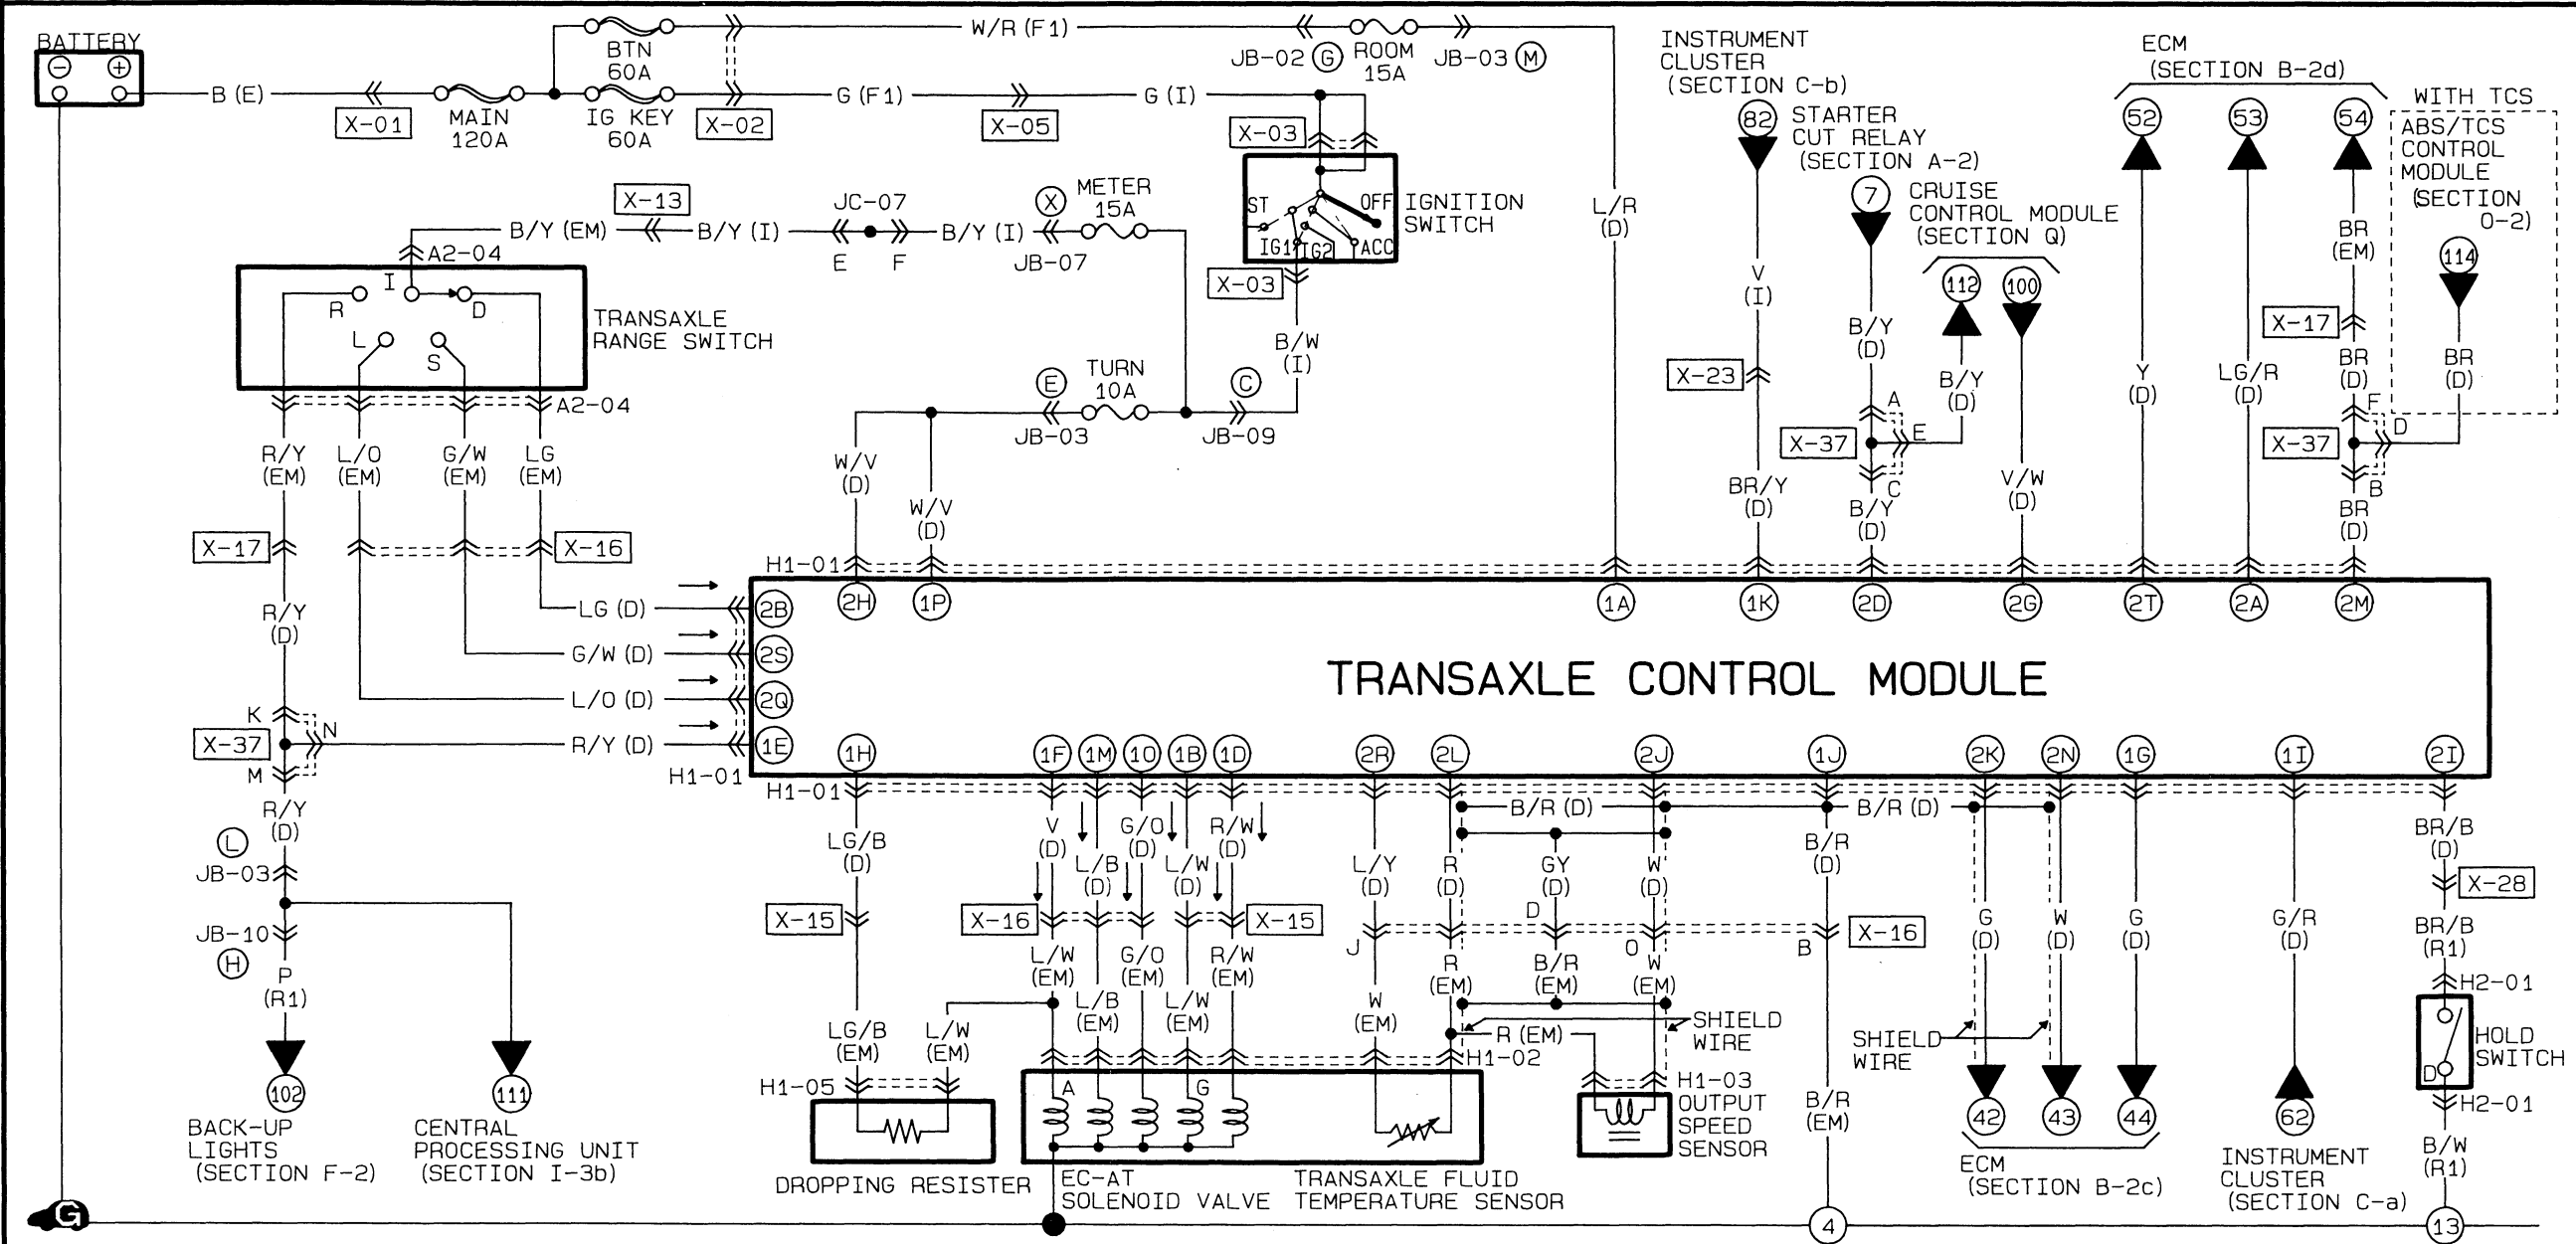 BATTERY
− +
B (E)
X-01
MAIN
120A
BTN
60A
IG KEY
60A
X-02
W/R (F1)
G (F1)
X-05
G (I)
JB-02 G
ROOM
15A
JB-03 M
X-03
ST
OFF
IG1
IG2
ACC
IGNITION
SWITCH
X-03
B/W
(I)
L/R
(D)
INSTRUMENT
CLUSTER
(SECTION C-b)
82
STARTER
CUT RELAY
(SECTION A-2)
7
CRUISE
CONTROL MODULE
(SECTION Q)
112
100
ECM
(SECTION B-2d)
52
53
54
WITH TCS
ABS/TCS
CONTROL
MODULE
(SECTION
O-2)
114
V
(I)
X-23
BR/Y
(D)
B/Y
(D)
A
X-37
E
C
B/Y
(D)
B/Y
(D)
V/W
(D)
Y
(D)
LG/R
(D)
BR
(EM)
X-17
BR
(D)
F
X-37
D
B
BR
(D)
BR
(D)
X-13
B/Y (EM)
B/Y (I)
JC-07
E
F
B/Y (I)
X
JB-07
METER
15A
A2-04
R
I
D
L
S
TRANSAXLE
RANGE SWITCH
A2-04
E
JB-03
TURN
10A
C
JB-09
W/V
(D)
W/V
(D)
R/Y
(EM)
L/O
(EM)
G/W
(EM)
LG
(EM)
X-17
X-16
R/Y
(D)
LG (D)
G/W (D)
L/O (D)
R/Y (D)
K
X-37
N
M
R/Y
(D)
L
JB-03
JB-10
H
P
(R1)
102
BACK-UP
LIGHTS
(SECTION F-2)
111
CENTRAL
PROCESSING UNIT
(SECTION I-3b)
H1-01
2H
1P
1A
1K
2D
2G
2T
2A
2M
2B
2S
2Q
1E
H1-01
TRANSAXLE CONTROL MODULE
1H
1F
1M
1O
1B
1D
2R
2L
2J
1J
2K
2N
1G
1I
2I
H1-01
LG/B
(D)
V
(D)
L/B
(D)
G/O
(D)
L/W
(D)
R/W
(D)
L/Y
(D)
R
(D)
B/R (D)
GY
(D)
W
(D)
B/R
(D)
B/R (D)
G
(D)
W
(D)
G
(D)
G/R
(D)
BR/B
(D)
X-28
BR/B
(R1)
X-15
X-16
X-15
J
D
O
B
X-16
LG/B
(EM)
L/W
(EM)
L/W
(EM)
L/B
(EM)
G/O
(EM)
L/W
(EM)
R/W
(EM)
W
(EM)
R
(EM)
B/R
(EM)
W
(EM)
R (EM)
SHIELD
WIRE
B/R
(EM)
SHIELD
WIRE
H2-01
D
HOLD
SWITCH
H2-01
B/W
(R1)
H1-05
DROPPING RESISTER
H1-02
A
G
EC-AT
SOLENOID VALVE
TRANSAXLE FLUID
TEMPERATURE SENSOR
H1-03
OUTPUT
SPEED
SENSOR
42
43
44
ECM
(SECTION B-2c)
62
INSTRUMENT
CLUSTER
(SECTION C-a)
G
4
13